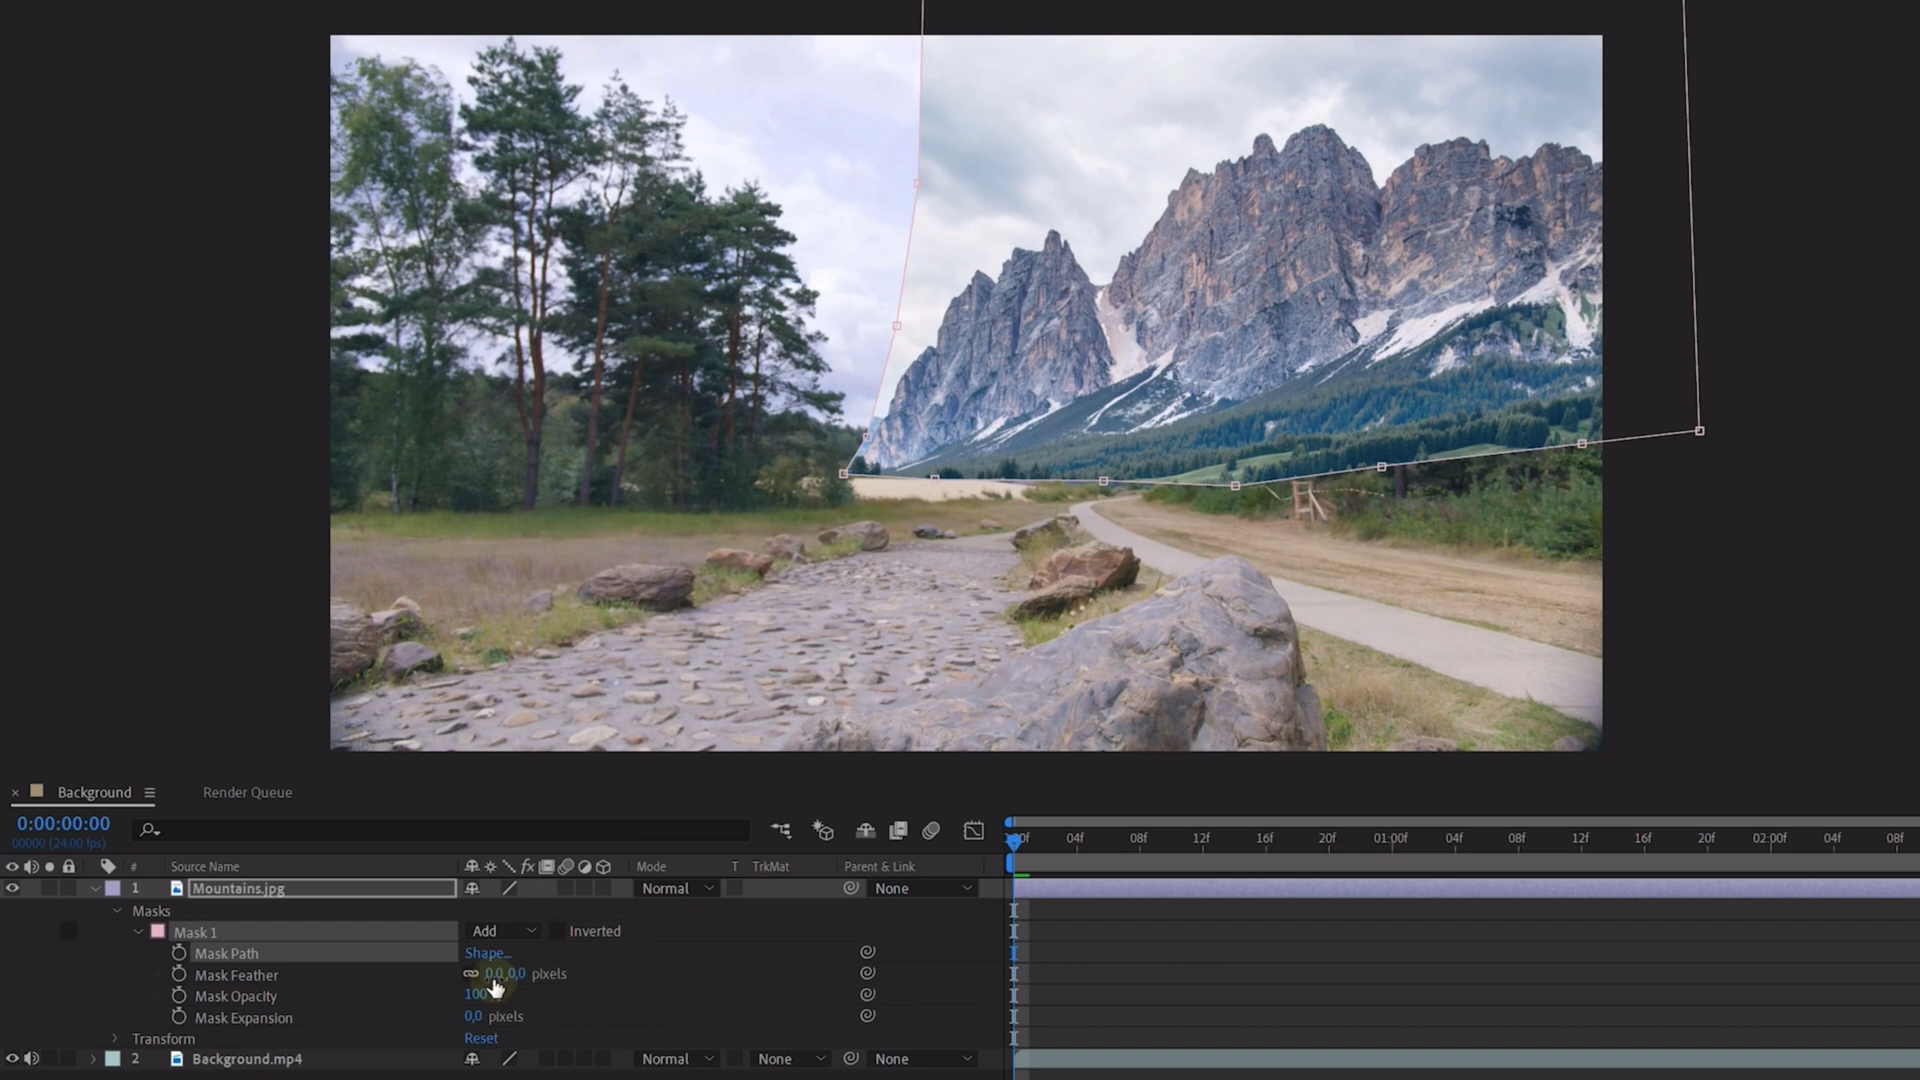 × Background ☰ Render Queue
0:00:00:00
00000 (24.00 fps)
04f 08f 12f 16f 20f 01:00f 04f 08f 12f 16f 20f 02:00f 04f 08f
# Source Name fx Mode T TrkMat Parent & Link
1 Mountains.jpg Normal None
Masks
Mask 1 Add Inverted
Mask Path Shape...
Mask Feather 0,0,0,0 pixels
Mask Opacity 100
Mask Expansion 0,0 pixels
Transform Reset
2 Background.mp4 Normal None None